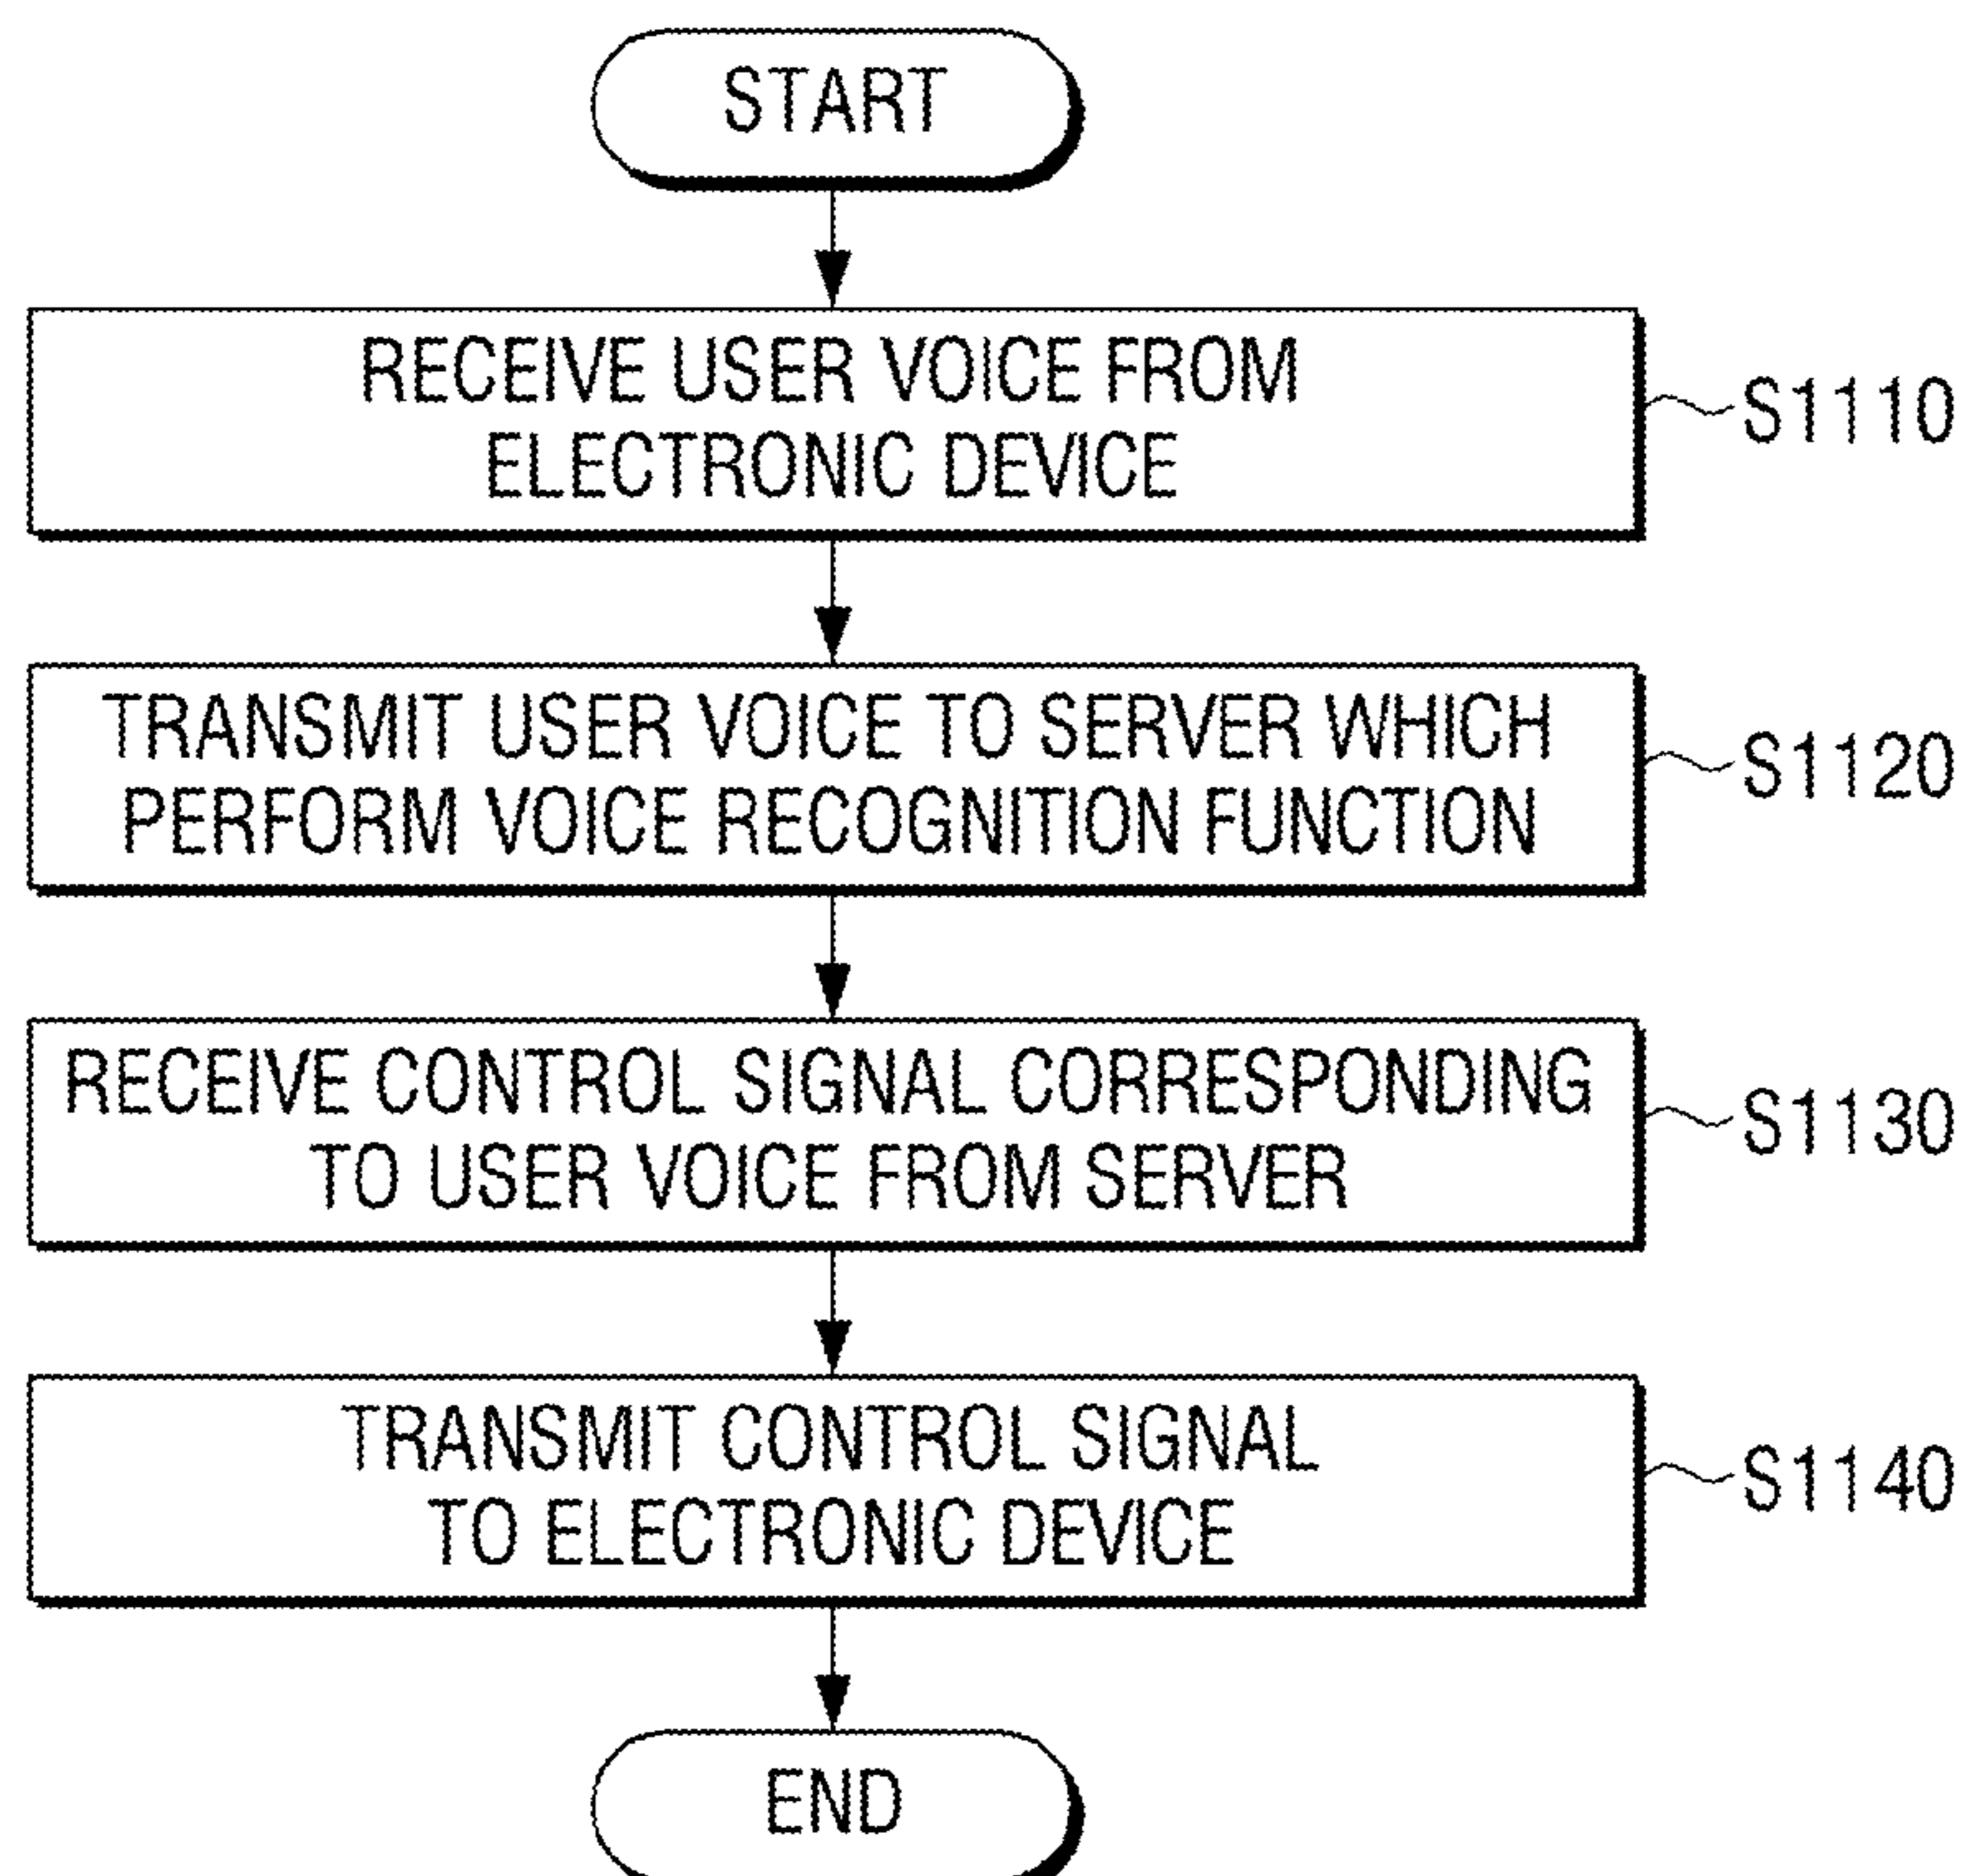 START
RECEIVE USER VOICE FROM
ELECTRONIC DEVICE
S1110
TRANSMIT USER VOICE TO SERVER WHICH
PERFORM VOICE RECOGNITION FUNCTION
S1120
RECEIVE CONTROL SIGNAL CORRESPONDING
TO USER VOICE FROM SERVER
S1130
TRANSMIT CONTROL SIGNAL
TO ELECTRONIC DEVICE
S1140
END